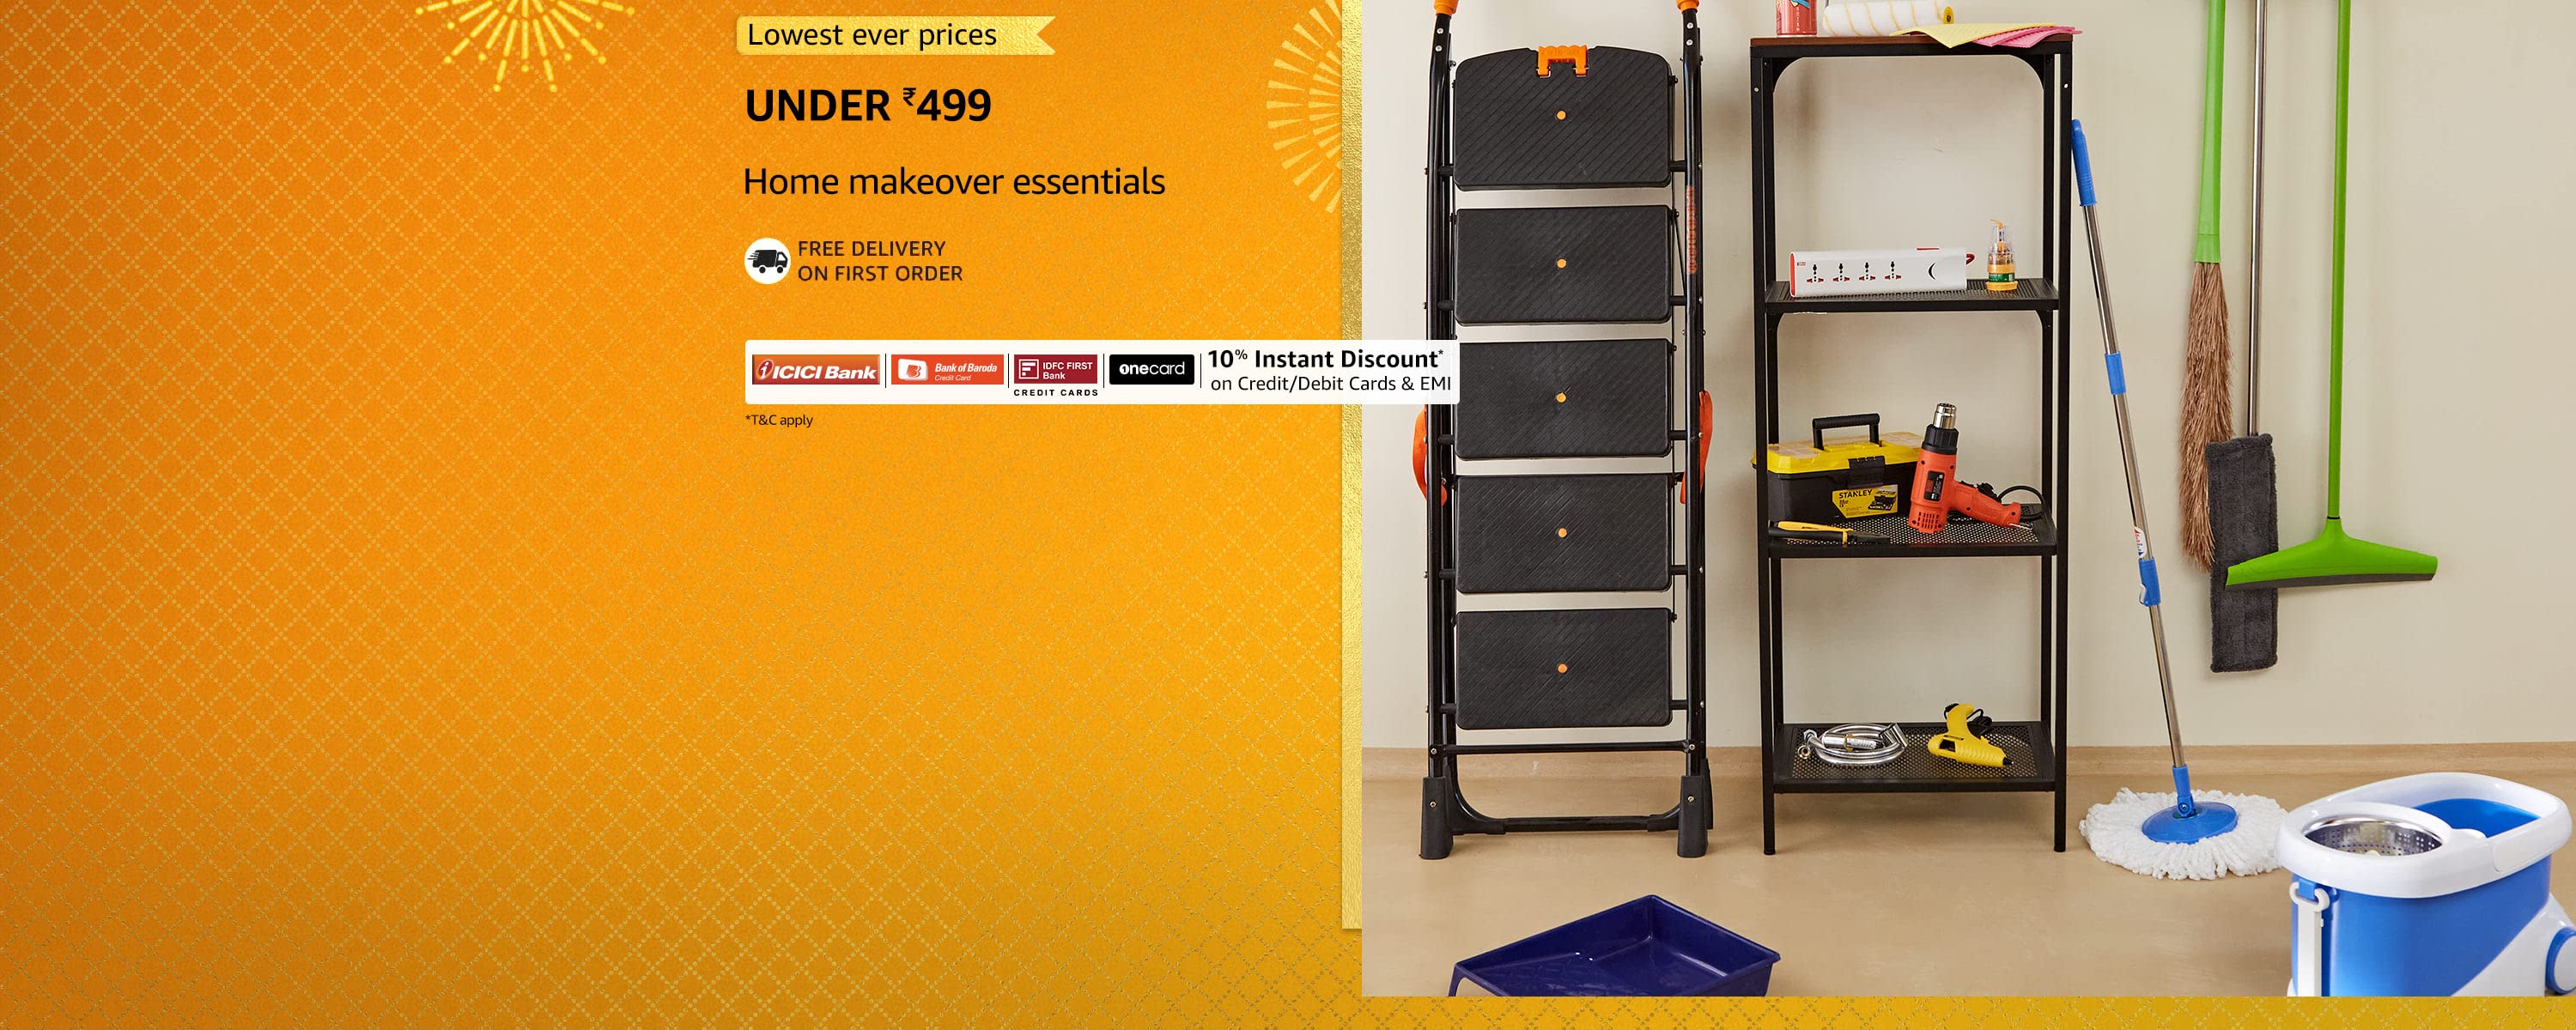 Lowest ever prices
UNDER ₹499
Home makeover essentials
FREE DELIVERY
ON FIRST ORDER
ICICI Bank
Bank of Baroda
Credit Card
IDFC FIRST
Bank
CREDIT CARDS
onecard
10% Instant Discount*
on Credit/Debit Cards & EMI
*T&C apply
STANLEY